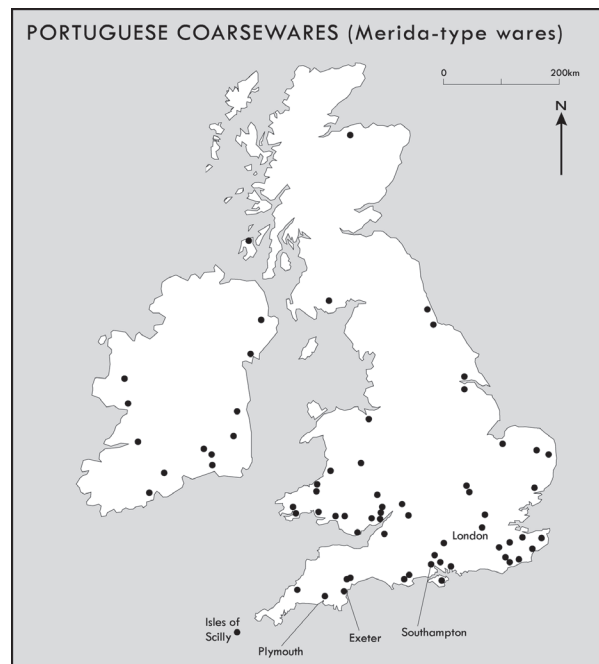 PORTUGUESE COARSEWARES (Merida-type wares)
0 200km
N
London
Isles of
Scilly
Plymouth
Exeter
Southampton